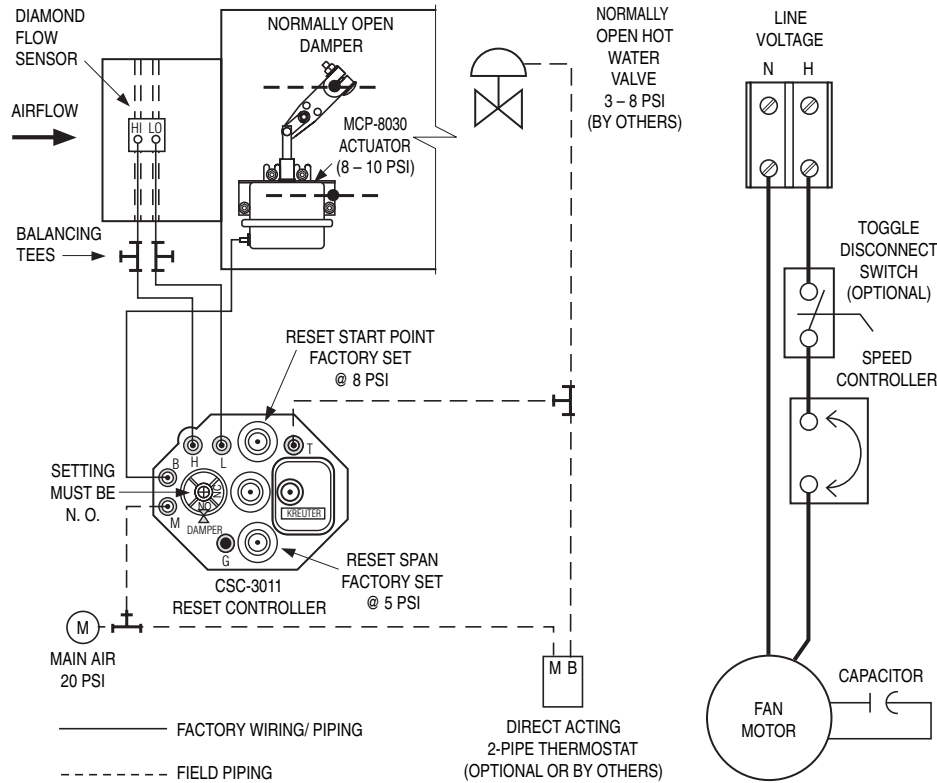 DIAMOND
FLOW
SENSOR
AIRFLOW
HI LO
NORMALLY OPEN
DAMPER
MCP-8030
ACTUATOR
(8 – 10 PSI)
NORMALLY
OPEN HOT
WATER
VALVE
3 – 8 PSI
(BY OTHERS)
LINE
VOLTAGE
N H
BALANCING
TEES
TOGGLE
DISCONNECT
SWITCH
(OPTIONAL)
SPEED
CONTROLLER
RESET START POINT
FACTORY SET
@ 8 PSI
SETTING
MUST BE
N. O.
B
H
L
T
M
G
NC
NO
DAMPER
KREUTER
CSC-3011
RESET CONTROLLER
RESET SPAN
FACTORY SET
@ 5 PSI
M
MAIN AIR
20 PSI
M B
DIRECT ACTING
2-PIPE THERMOSTAT
(OPTIONAL OR BY OTHERS)
FAN
MOTOR
CAPACITOR
FACTORY WIRING/ PIPING
FIELD PIPING